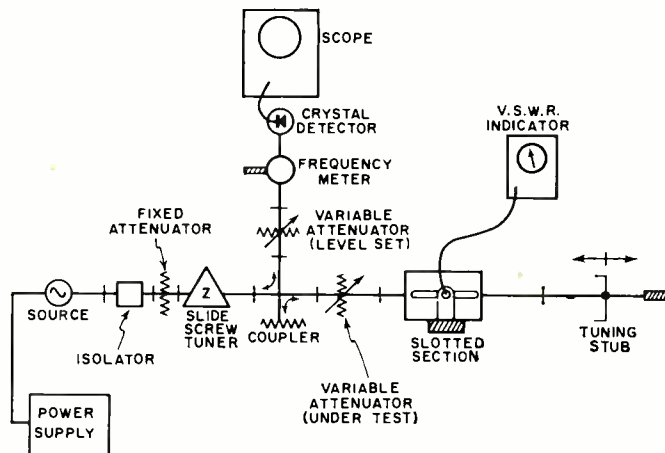 SCOPE
CRYSTAL
DETECTOR
V.S.W.R.
INDICATOR
FREQUENCY
METER
FIXED
ATTENUATOR
VARIABLE
ATTENUATOR
(LEVEL SET)
Z
SOURCE
ISOLATOR
SLIDE
SCREW
TUNER
COUPLER
SLOTTED
SECTION
TUNING
STUB
VARIABLE
ATTENUATOR
(UNDER TEST)
POWER
SUPPLY